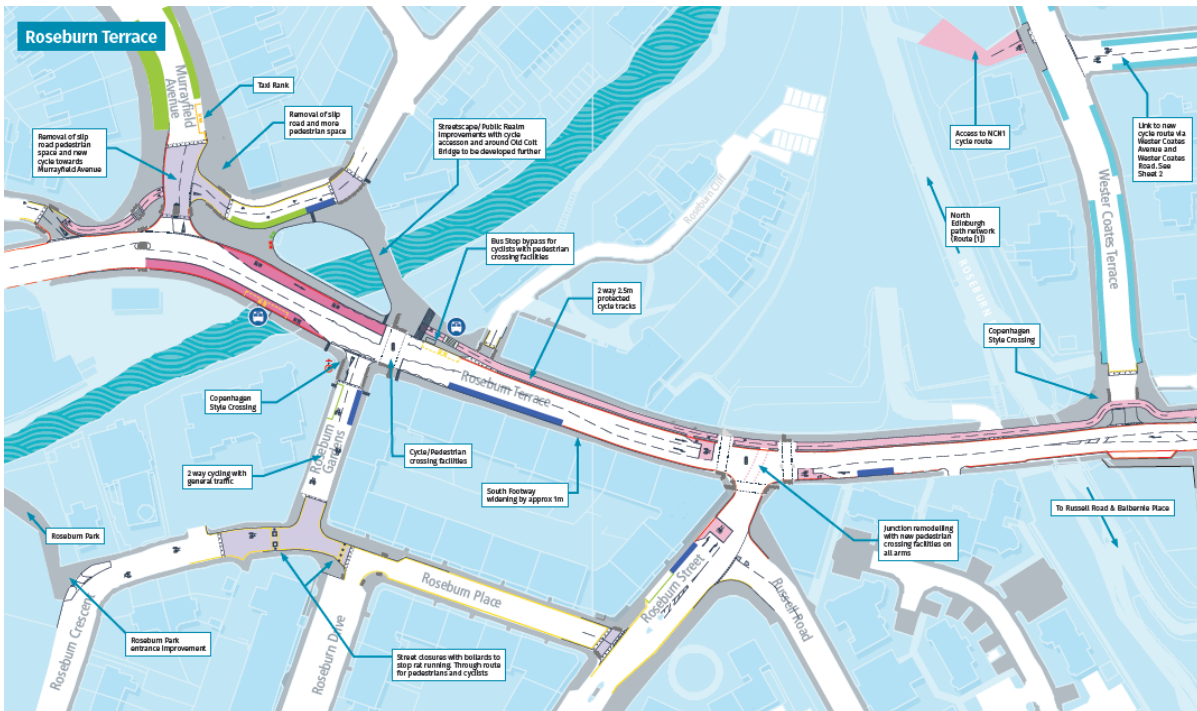 Roseburn Terrace
Murrayfield
Avenue
Taxi Rank
Removal of slip
road and more
pedestrian space
Removal of slip
road pedestrian
space and new
cycle towards
Murrayfield Avenue
Streetscape/Public Realm
Improvements with cycle
accesson and around Old Colt
Bridge to be developed further
Bus Stop bypass for
cyclists with pedestrian
crossing facilities
Roseburn Cliff
2 way 2.5m
protected
cycle tracks
Access to NCN1
cycle route
Link to new
cycle route via
Wester Coates
Avenue and
Wester Coates
Road. See
Sheet 2
North
Edinburgh
path network
(Route [1])
ROSEBURN
Wester Coates Terrace
Copenhagen
Style Crossing
Copenhagen
Style Crossing
Roseburn Terrace
Roseburn
Gardens
Cycle/Pedestrian
crossing facilities
2 way cycling with
general traffic
South Footway
widening by approx 1m
To Russell Road & Balbernie Place
Junction remodelling
with new pedestrian
crossing facilities on
all arms
Roseburn Park
Roseburn Place
Roseburn Street
Russell Road
Roseburn Crescent
Roseburn Park
entrance improvement
Roseburn Drive
Street closures with bollards to
stop rat running. Through route
for pedestrians and cyclists